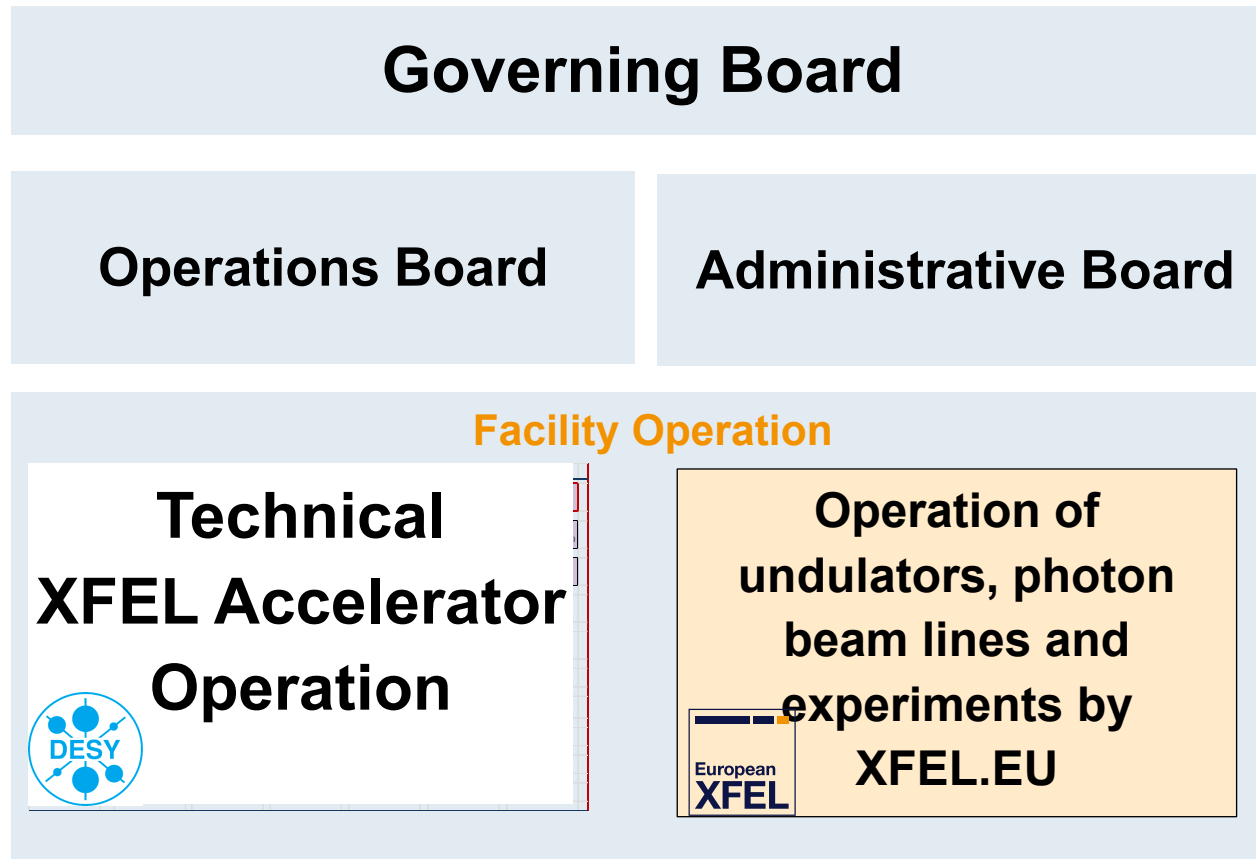 Governing Board
Operations Board
Administrative Board
Facility Operation
Technical
XFEL Accelerator
Operation
DESY
Operation of
undulators, photon
beam lines and
experiments by
XFEL.EU
European
XFEL